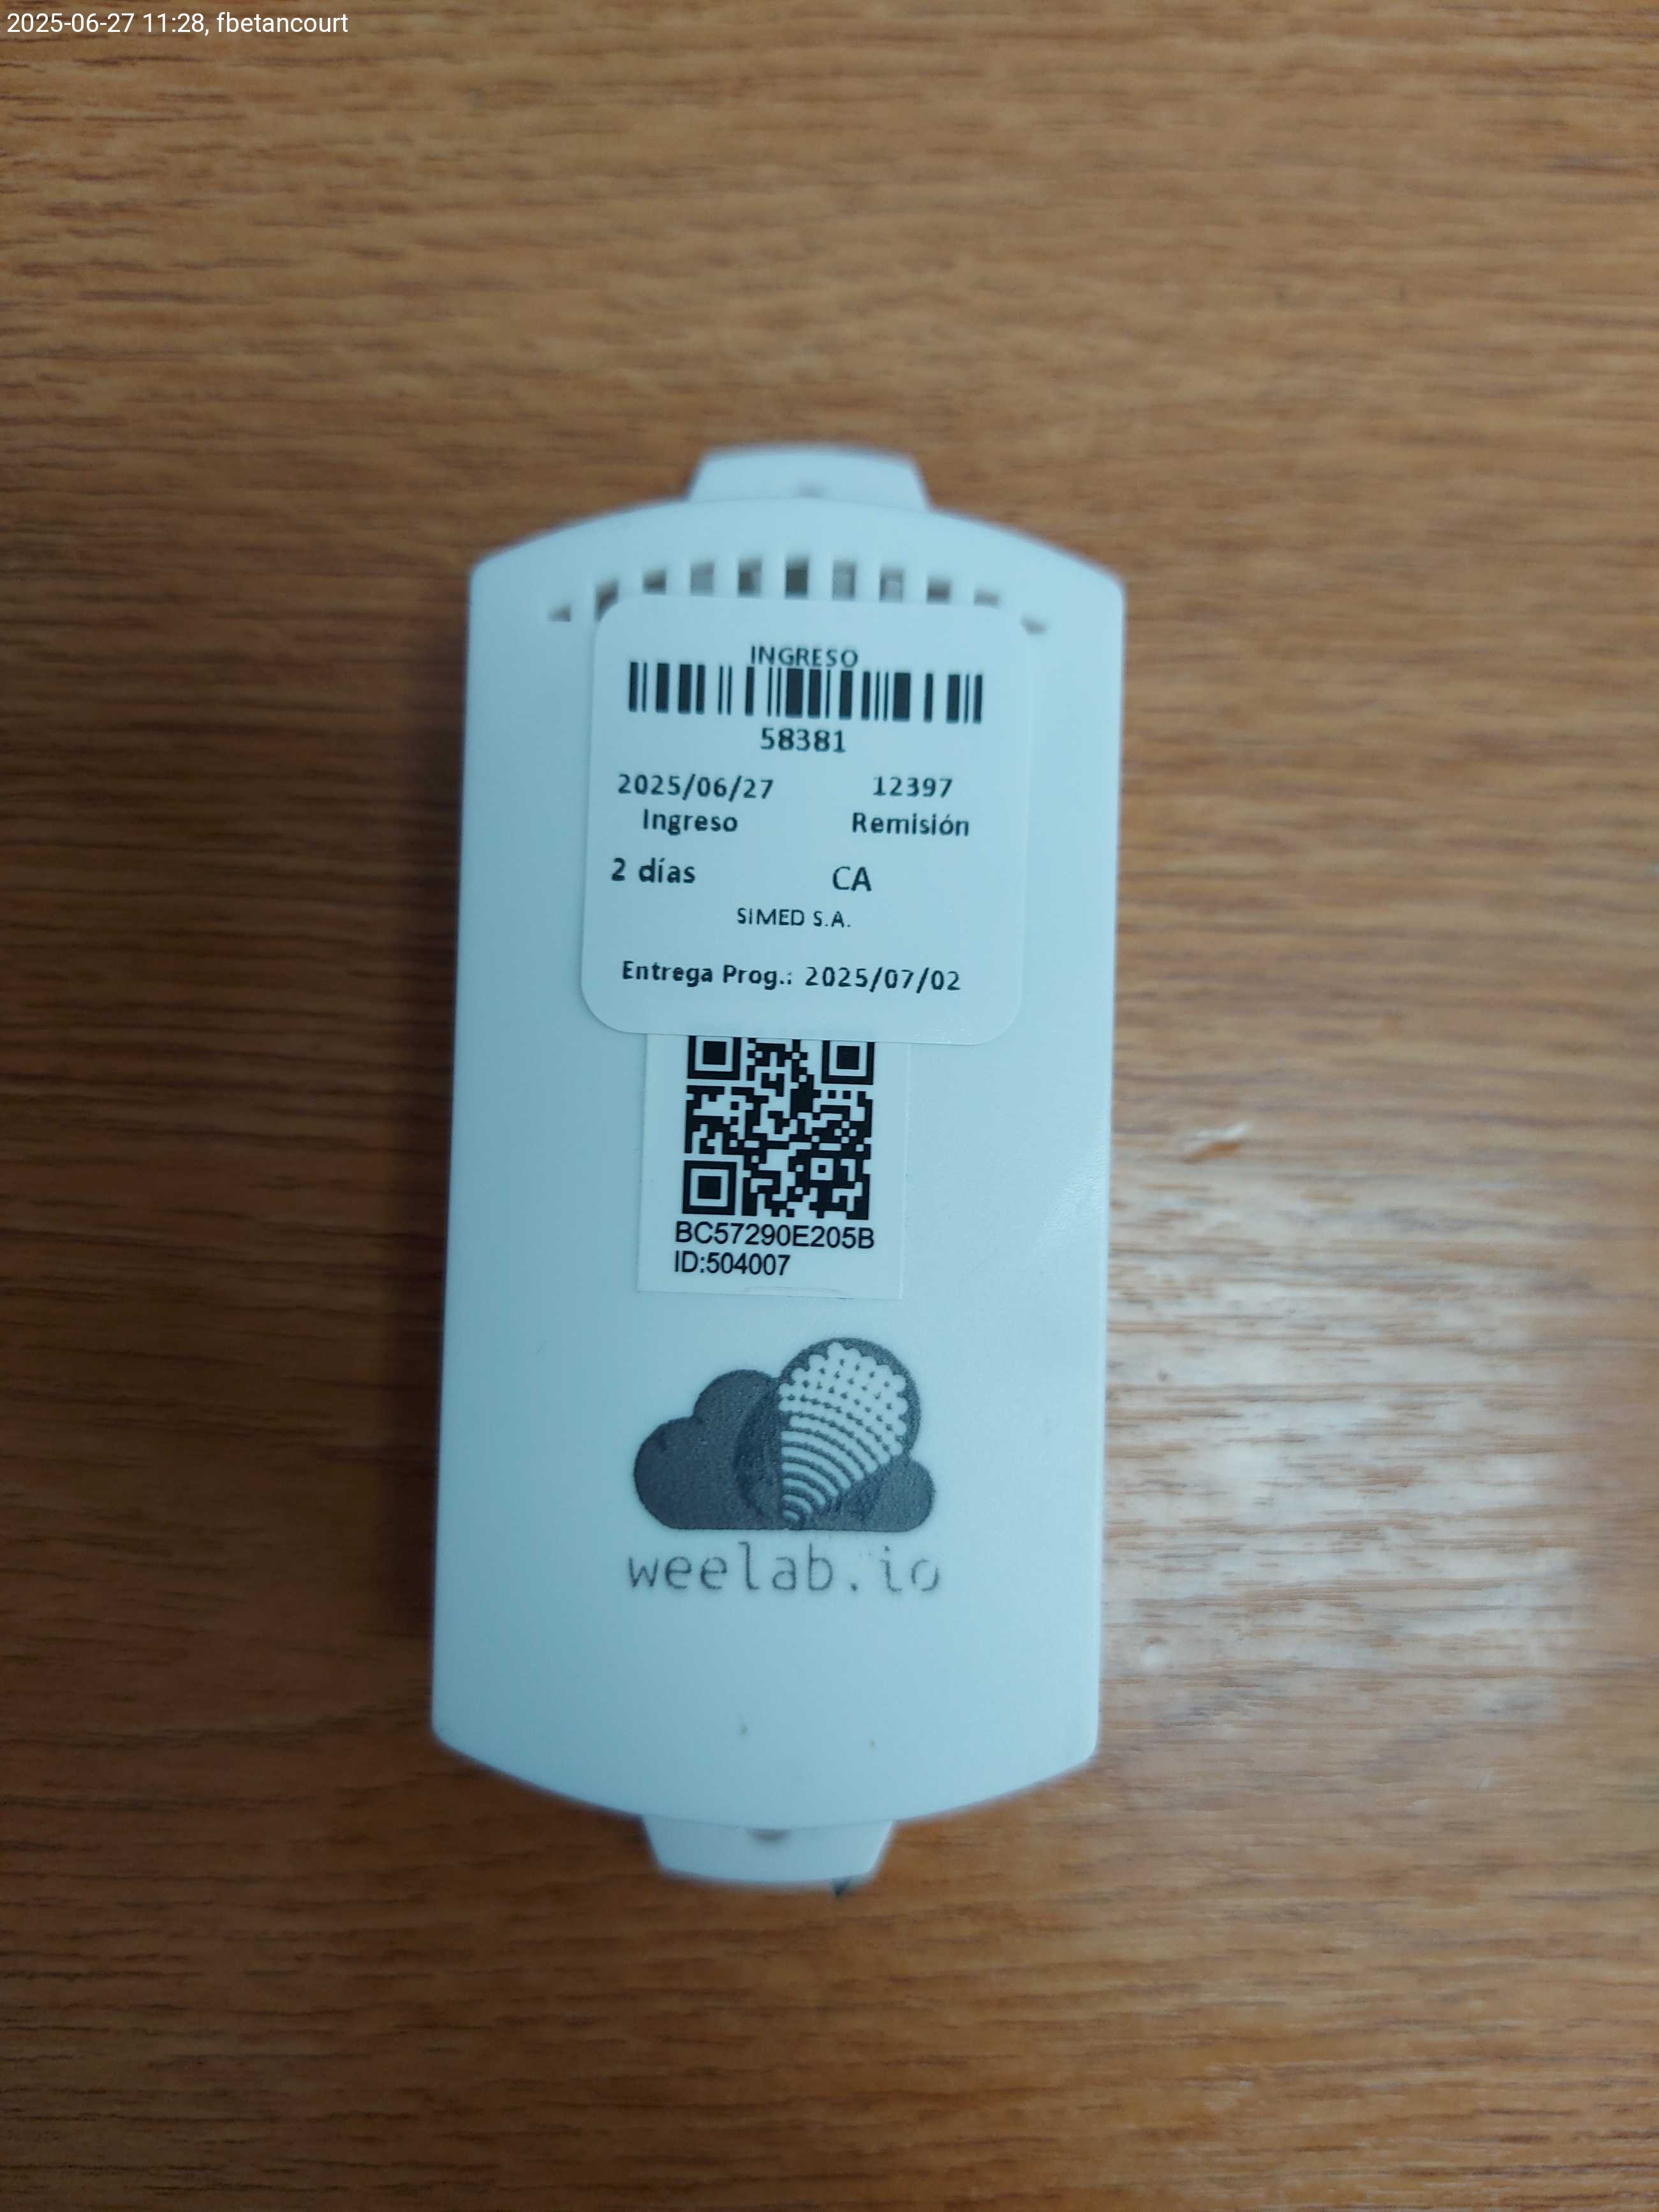 2025-06-27 11:28, fbetancourt
INGRESO
58381
2025/06/27 12397
Ingreso Remisión
2 días CA
SIMED S.A.
Entrega Prog.: 2025/07/02
BC57290E205B
ID:504007
weelab.io